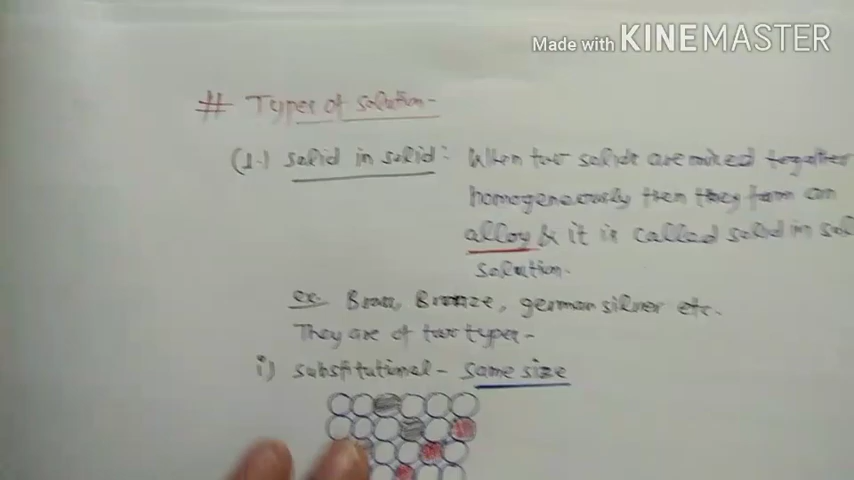 Made with KINEMASTER
# Types of solution-
(1.) solid in solid: When two solids are mixed together
homogeneously then they form an
alloy & it is called solid in sol
solution.
ex. Brass, Bronze, german silver etc.
They are of two types-
i) substitutional - same size